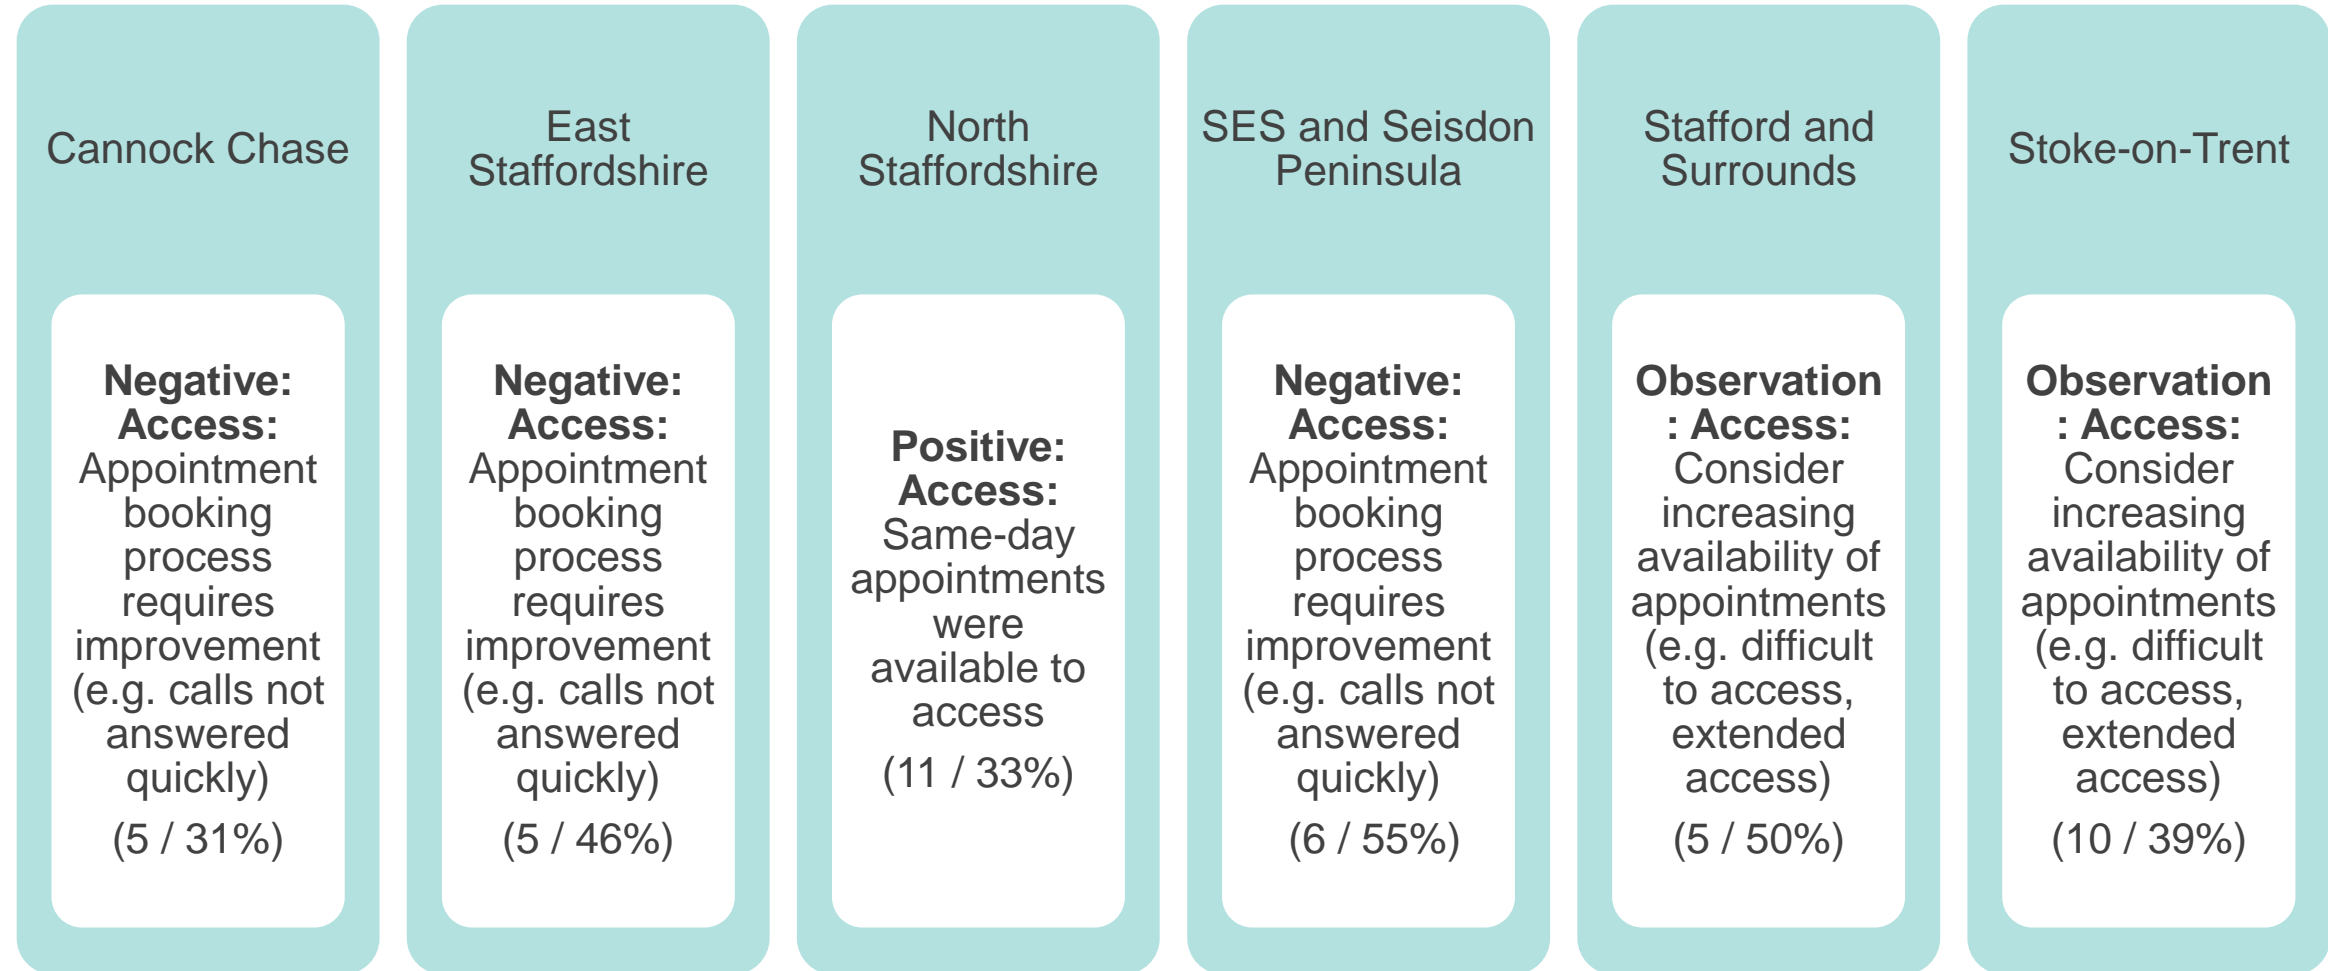 Cannock Chase
Negative:
Access:
Appointment
booking
process
requires
improvement
(e.g. calls not
answered
quickly)
(5 / 31%)
East
Staffordshire
Negative:
Access:
Appointment
booking
process
requires
improvement
(e.g. calls not
answered
quickly)
(5 / 46%)
North
Staffordshire
Positive:
Access:
Same-day
appointments
were
available to
access
(11 / 33%)
SES and Seisdon
Peninsula
Negative:
Access:
Appointment
booking
process
requires
improvement
(e.g. calls not
answered
quickly)
(6 / 55%)
Stafford and
Surrounds
Observation
: Access:
Consider
increasing
availability of
appointments
(e.g. difficult
to access,
extended
access)
(5 / 50%)
Stoke-on-Trent
Observation
: Access:
Consider
increasing
availability of
appointments
(e.g. difficult
to access,
extended
access)
(10 / 39%)